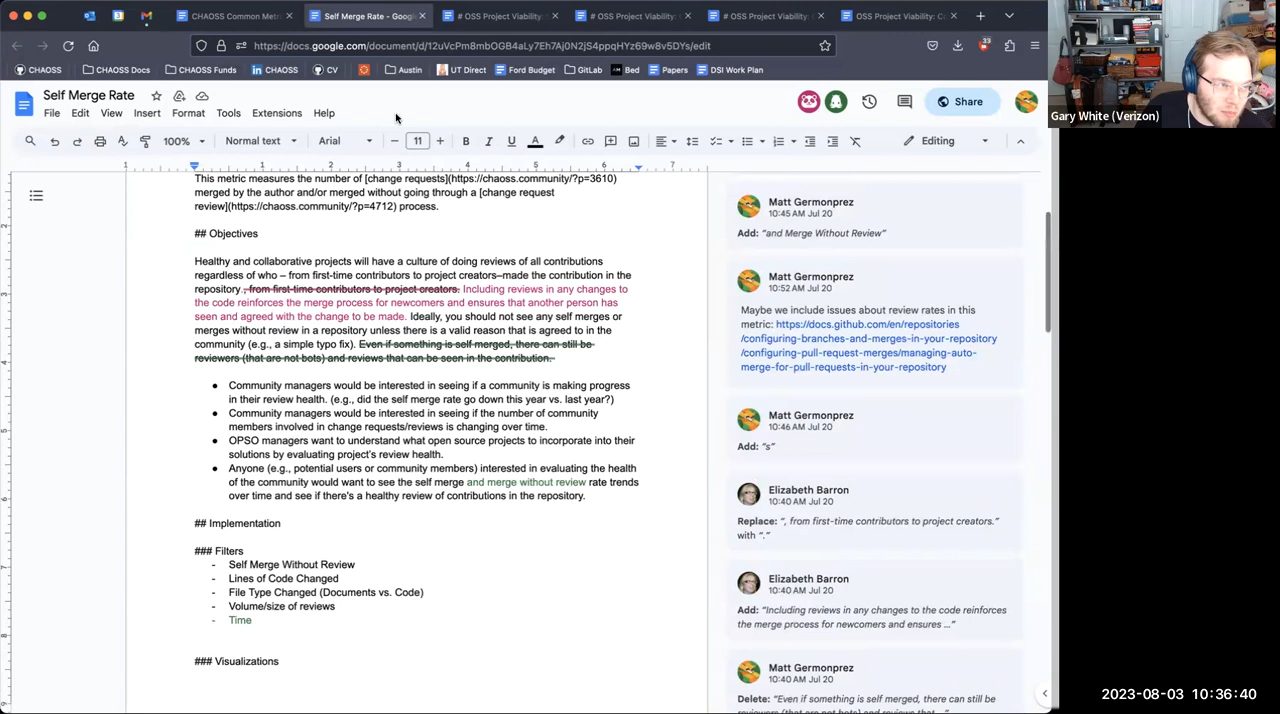 CHAOSS Common Metr
Self Merge Rate - Googl
# OSS Project Viability:
# OSS Project Viability: C
# OSS Project Viability:
OSS Project Viability: C
https://docs.google.com/document/d/12uVcPm8mbOGB4aLy7Eh7Aj0N2jS4ppqHYz69w8v5DYs/edit
23
CHAOSS
CHAOSS Docs
CHAOSS Funds
CHAOSS
CV
Austin
UT Direct
Ford Budget
GitLab
Bed
Papers
DSI Work Plan
Self Merge Rate
File Edit View Insert Format Tools Extensions Help
Share
100% Normal text Arial 11 Editing
1 1 2 3 4 5 6 7
This metric measures the number of [change requests](https://chaoss.community/?p=3610)
merged by the author and/or merged without going through a [change request
review](https://chaoss.community/?p=4712) process.
## Objectives
Healthy and collaborative projects will have a culture of doing reviews of all contributions
regardless of who – from first-time contributors to project creators–made the contribution in the
repository., from first-time contributors to project creators. Including reviews in any changes to
the code reinforces the merge process for newcomers and ensures that another person has
seen and agreed with the change to be made. Ideally, you should not see any self merges or
merges without review in a repository unless there is a valid reason that is agreed to in the
community (e.g., a simple typo fix). Even if something is self merged, there can still be
reviewers (that are not bots) and reviews that can be seen in the contribution.
● Community managers would be interested in seeing if a community is making progress
in their review health. (e.g., did the self merge rate go down this year vs. last year?)
● Community managers would be interested in seeing if the number of community
members involved in change requests/reviews is changing over time.
● OPSO managers want to understand what open source projects to incorporate into their
solutions by evaluating project's review health.
● Anyone (e.g., potential users or community members) interested in evaluating the health
of the community would want to see the self merge and merge without review rate trends
over time and see if there's a healthy review of contributions in the repository.
## Implementation
### Filters
- Self Merge Without Review
- Lines of Code Changed
- File Type Changed (Documents vs. Code)
- Volume/size of reviews
- Time
### Visualizations
Matt Germonprez
10:45 AM Jul 20
Add: "and Merge Without Review"
Matt Germonprez
10:52 AM Jul 20
Maybe we include issues about review rates in this
metric: https://docs.github.com/en/repositories
/configuring-branches-and-merges-in-your-repository
/configuring-pull-request-merges/managing-auto-
merge-for-pull-requests-in-your-repository
Matt Germonprez
10:46 AM Jul 20
Add: "s"
Elizabeth Barron
10:40 AM Jul 20
Replace: ", from first-time contributors to project creators."
with "."
Elizabeth Barron
10:40 AM Jul 20
Add: "Including reviews in any changes to the code reinforces
the merge process for newcomers and ensures ..."
Matt Germonprez
10:40 AM Jul 20
Delete: "Even if something is self merged, there can still be
reviewers (that are not bots) and reviews that..."
Gary White (Verizon)
2023-08-03 10:36:40